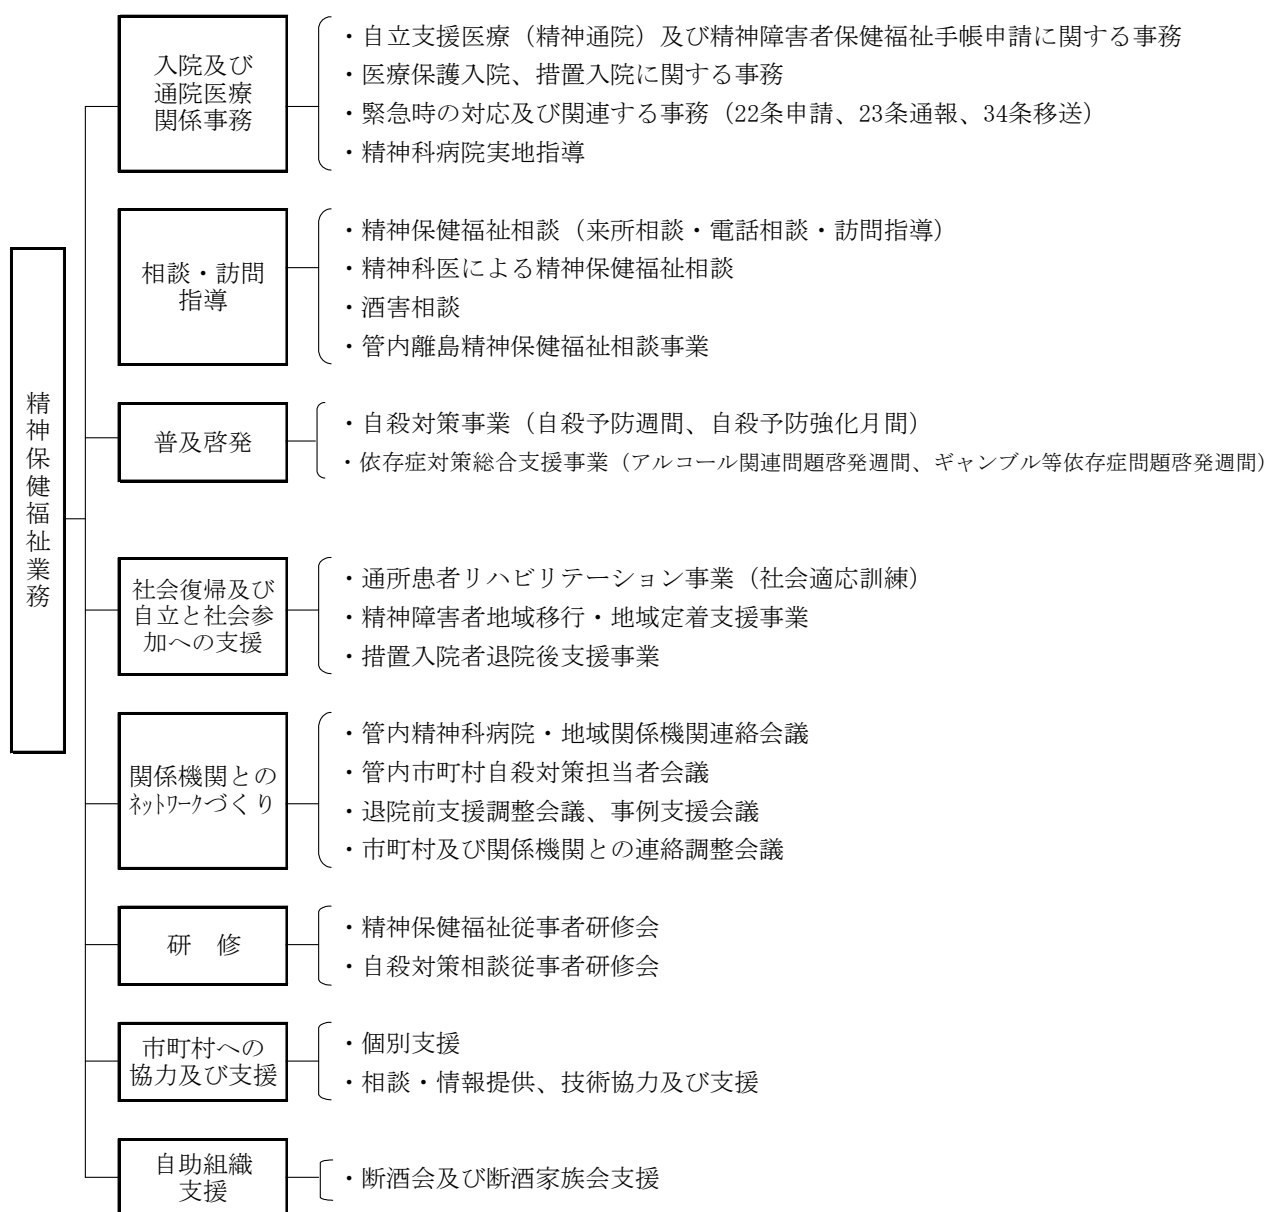 精神保健福祉業務
入院及び
通院医療
関係事務
・自立支援医療（精神通院）及び精神障害者保健福祉手帳申請に関する事務
・医療保護入院、措置入院に関する事務
・緊急時の対応及び関連する事務（22条申請、23条通報、34条移送）
・精神科病院実地指導
相談・訪問
指導
・精神保健福祉相談（来所相談・電話相談・訪問指導）
・精神科医による精神保健福祉相談
・酒害相談
・管内離島精神保健福祉相談事業
普及啓発
・自殺対策事業（自殺予防週間、自殺予防強化月間）
・依存症対策総合支援事業（アルコール関連問題啓発週間、ギャンブル等依存症問題啓発週間）
社会復帰及び
自立と社会参
加への支援
・通所患者リハビリテーション事業（社会適応訓練）
・精神障害者地域移行・地域定着支援事業
・措置入院者退院後支援事業
関係機関との
ﾈｯﾄﾜｰｸづくり
・管内精神科病院・地域関係機関連絡会議
・管内市町村自殺対策担当者会議
・退院前支援調整会議、事例支援会議
・市町村及び関係機関との連絡調整会議
研　修
・精神保健福祉従事者研修会
・自殺対策相談従事者研修会
市町村への
協力及び支援
・個別支援
・相談・情報提供、技術協力及び支援
自助組織
支援
・断酒会及び断酒家族会支援